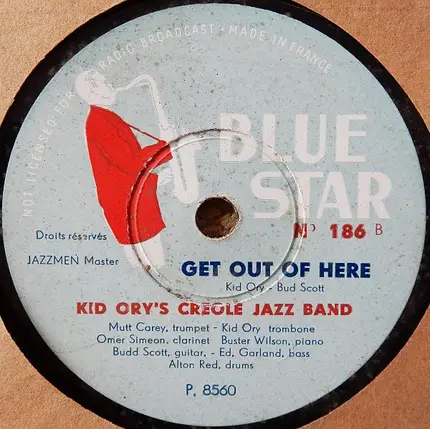 NOT LICENSED FOR RADIO BROADCAST · MADE IN FRANCE
BLUE
STAR
Nº 186 B
Droits réservés
JAZZMEN Master
GET OUT OF HERE
Kid Ory - Bud Scott
KID ORY'S CREOLE JAZZ BAND
Mutt Carey, trumpet - Kid Ory trombone
Omer Simeon, clarinet Buster Wilson, piano
Budd Scott, guitar, - Ed, Garland, bass
Alton Red, drums
P. 8560